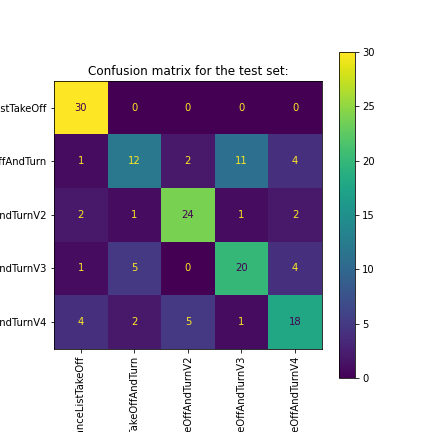 Confusion matrix for the test set:
stTakeOff 30 0 0 0 0
ffAndTurn 1 12 2 11 4
ndTurnV2 2 1 24 1 2
ndTurnV3 1 5 0 20 4
ndTurnV4 4 2 5 1 18
anceListTakeOff
TakeOffAndTurn
eOffAndTurnV2
eOffAndTurnV3
eOffAndTurnV4
30
25
20
15
10
5
0